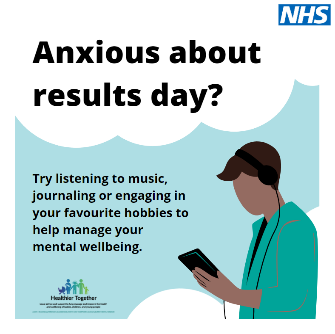 NHS
Anxious about
results day?
Try listening to music,
journaling or engaging in
your favourite hobbies to
help manage your
mental wellbeing.
Healthier Together